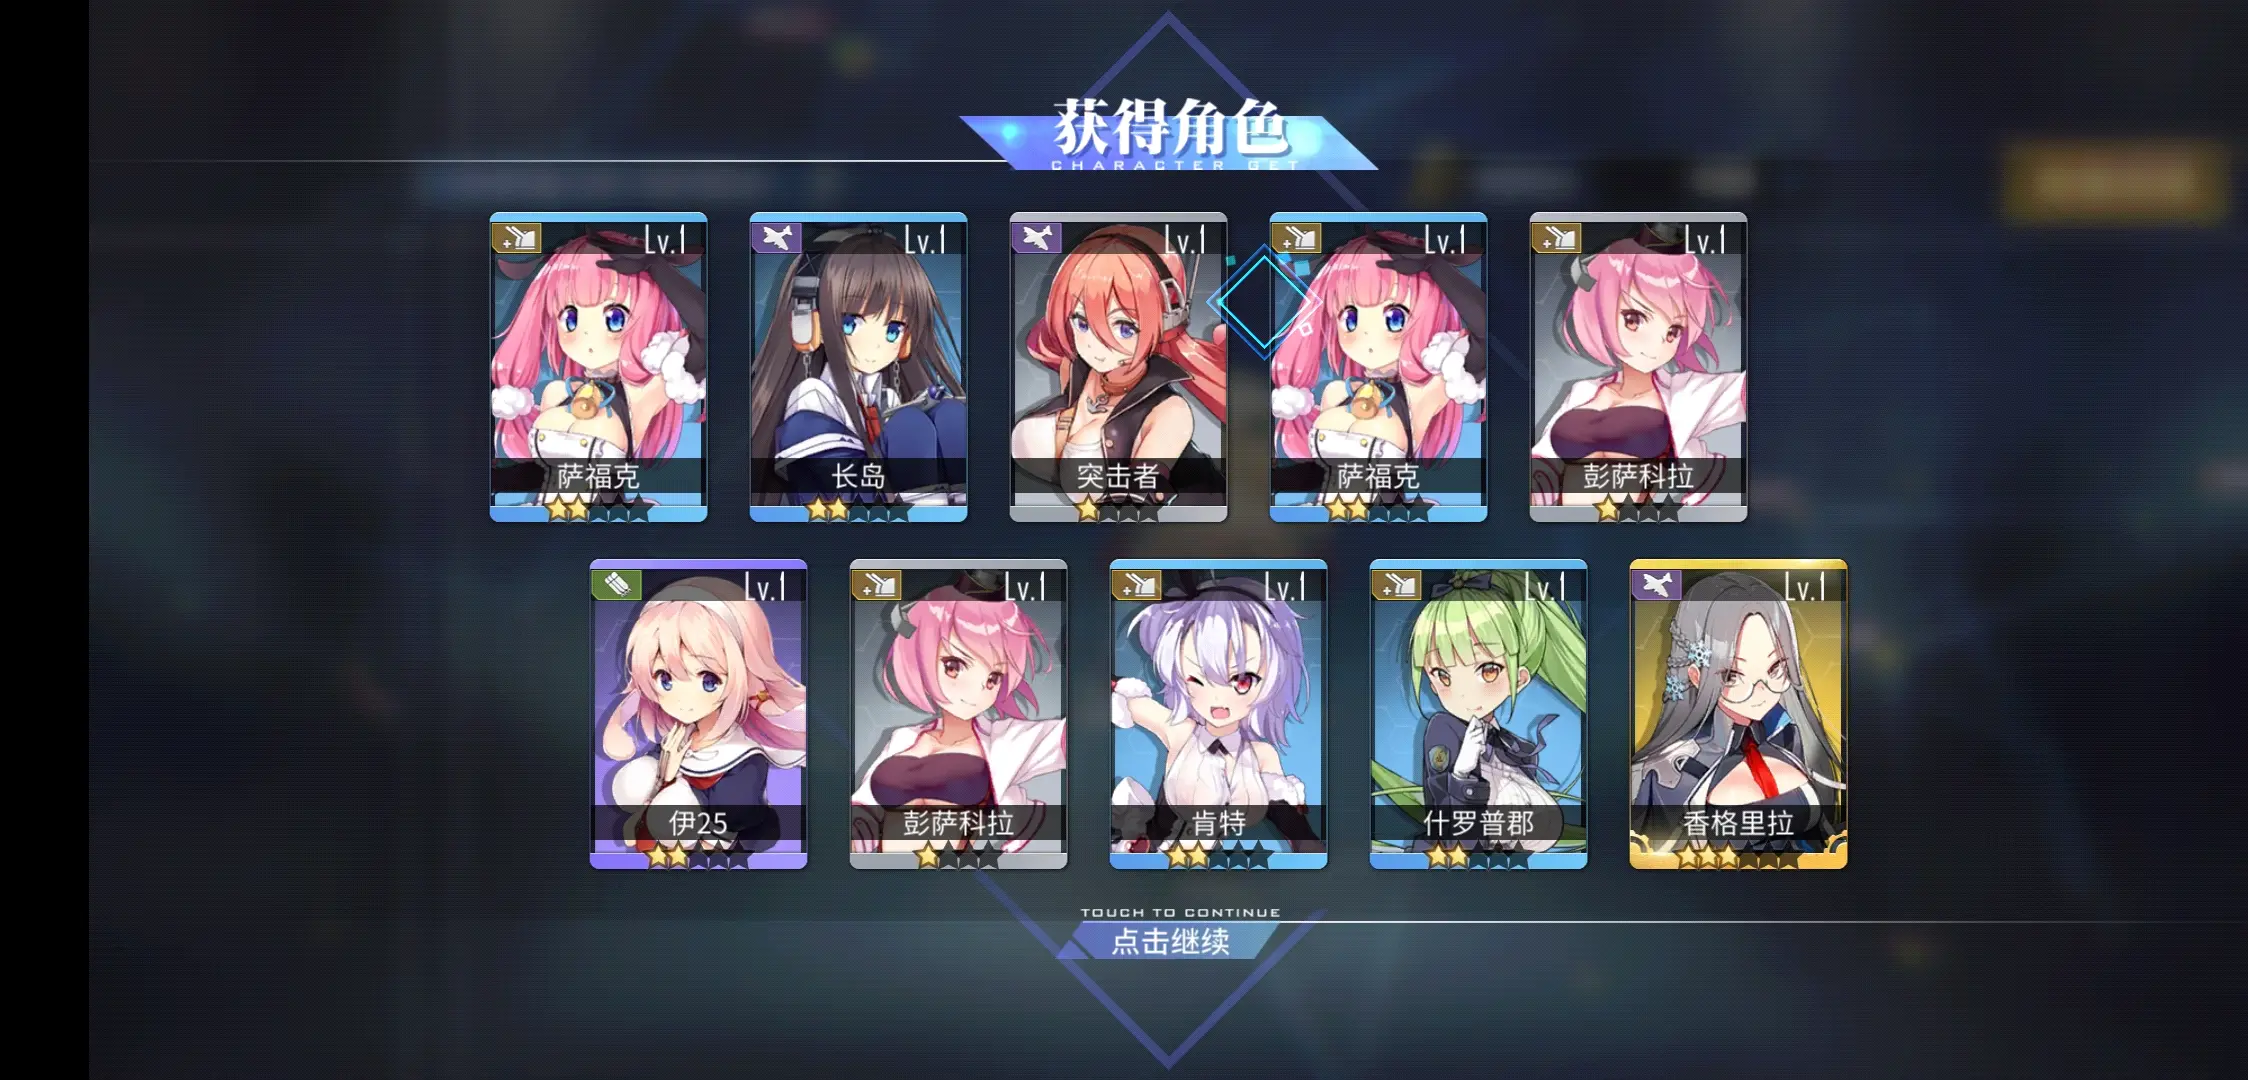 获得角色
CHARACTER GET
Lv.1
Lv.1
Lv.1
Lv.1
Lv.1
萨福克
长岛
突击者
萨福克
彭萨科拉
Lv.1
Lv.1
Lv.1
Lv.1
Lv.1
伊25
彭萨科拉
肯特
什罗普郡
香格里拉
TOUCH TO CONTINUE
点击继续